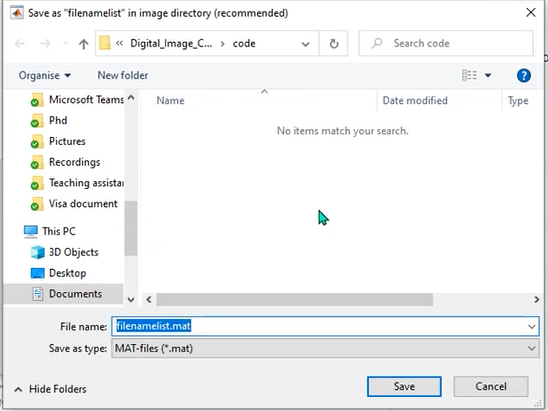 Save as "filenamelist" in image directory (recommended)
« Digital_Image_C... › code
Search code
Organise
New folder
Name
Date modified
Type
No items match your search.
Microsoft Teams
Phd
Pictures
Recordings
Teaching assistar
Visa document
This PC
3D Objects
Desktop
Documents
File name: filenamelist.mat
Save as type: MAT-files (*.mat)
Hide Folders
Save
Cancel